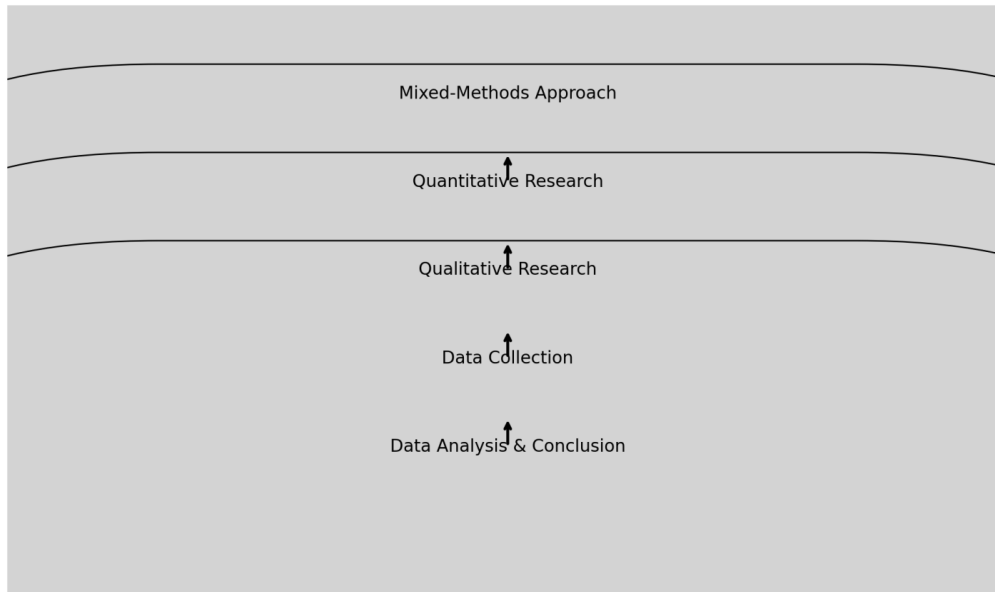 Mixed-Methods Approach
Quantitative Research
Qualitative Research
Data Collection
Data Analysis & Conclusion